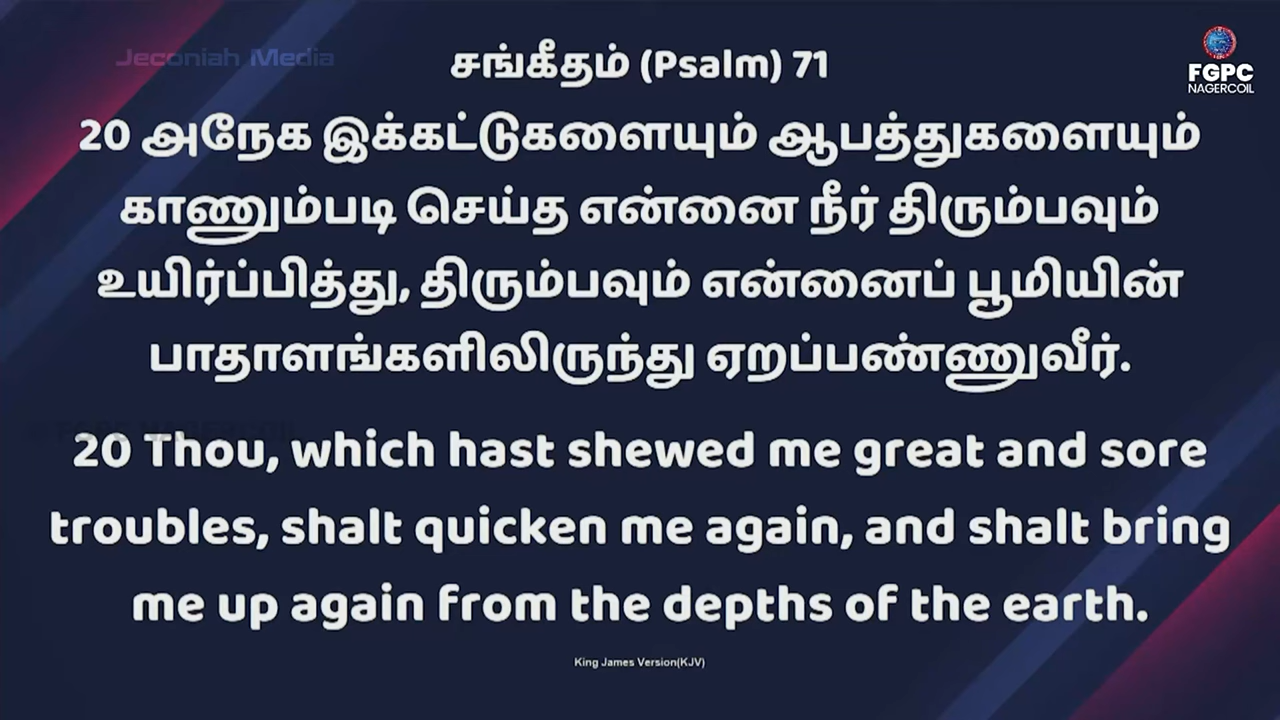 Jeconiah Media
சங்கீதம் (Psalm) 71
FGPC
NAGERCOIL
20 அநேக இக்கட்டுகளையும் ஆபத்துகளையும்
காணும்படி செய்த என்னை நீர் திரும்பவும்
உயிர்ப்பித்து, திரும்பவும் என்னைப் பூமியின்
பாதாளங்களிலிருந்து ஏறப்பண்ணுவீர்.
FGPC NAGERCOIL
20 Thou, which hast shewed me great and sore
troubles, shalt quicken me again, and shalt bring
me up again from the depths of the earth.
King James Version(KJV)